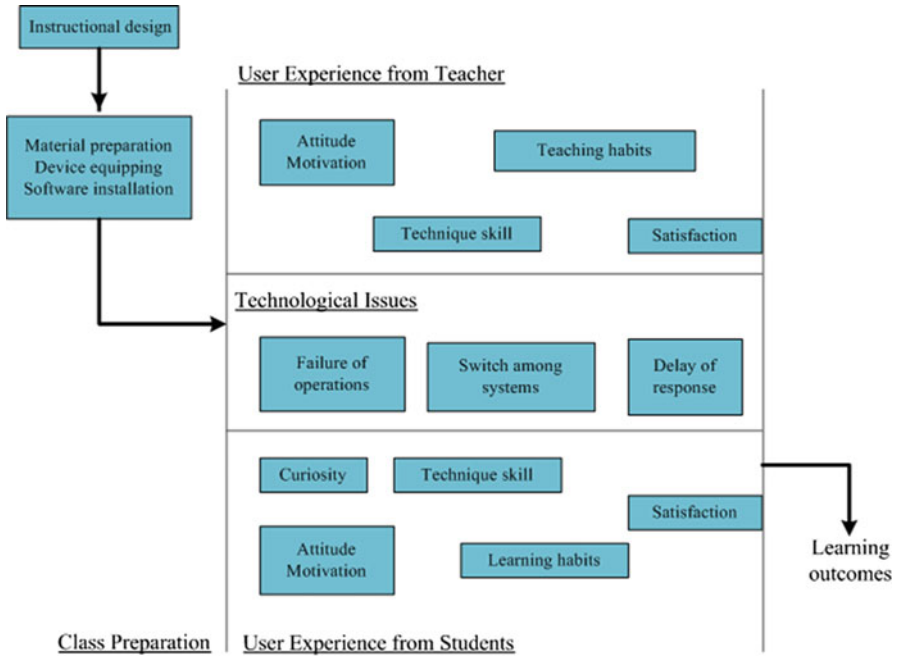 Instructional design
Material preparation
Device equipping
Software installation
Class Preparation
User Experience from Teacher
Attitude
Motivation
Teaching habits
Technique skill
Satisfaction
Technological Issues
Failure of
operations
Switch among
systems
Delay of
response
Curiosity
Technique skill
Satisfaction
Attitude
Motivation
Learning habits
User Experience from Students
Learning
outcomes